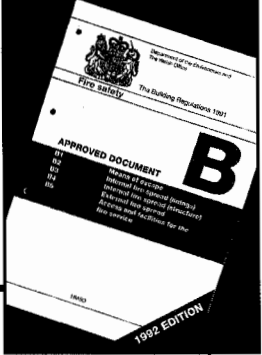 Department of the Environment and
The Welsh Office
Fire safety
The Building Regulations 1991
B
APPROVED DOCUMENT
B1 Means of escape
B2 Internal fire spread (linings)
B3 Internal fire spread (structure)
B4 External fire spread
B5 Access and facilities for the
fire service
HMSO
1992 EDITION